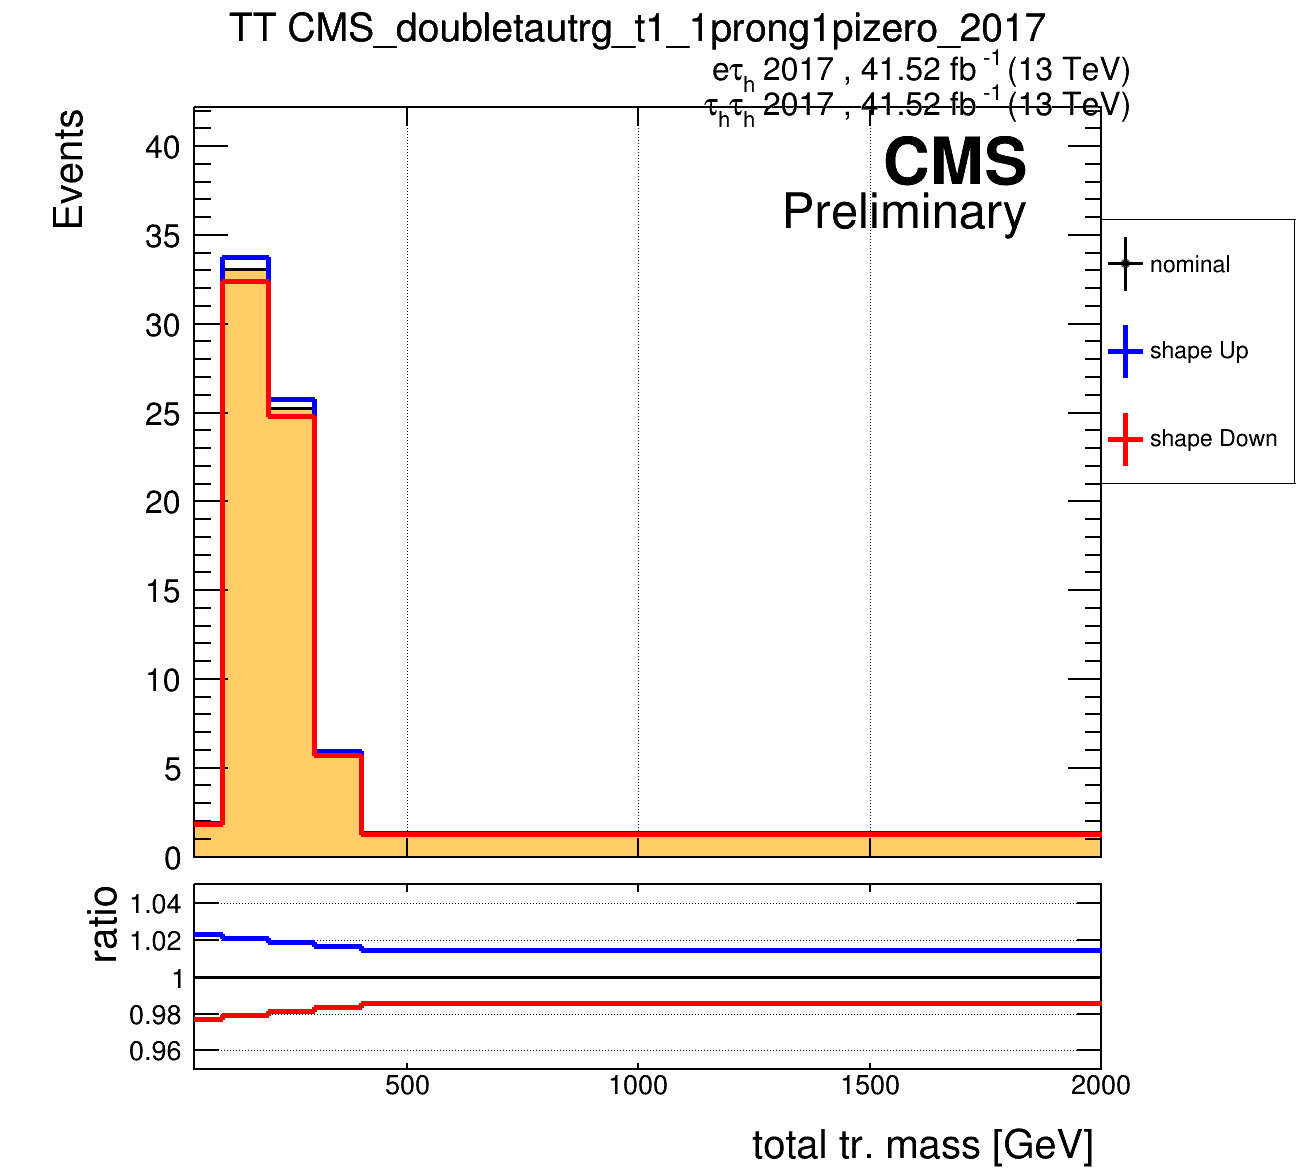 TT CMS_doubletautrg_t1_1prong1pizero_2017
eτh 2017 , 41.52 fb -1 (13 TeV)
τhτh 2017 , 41.52 fb -1 (13 TeV)
CMS
Preliminary
Events
40
35
30
25
20
15
10
5
0
nominal
shape Up
shape Down
ratio
1.04
1.02
1
0.98
0.96
500
1000
1500
2000
total tr. mass [GeV]